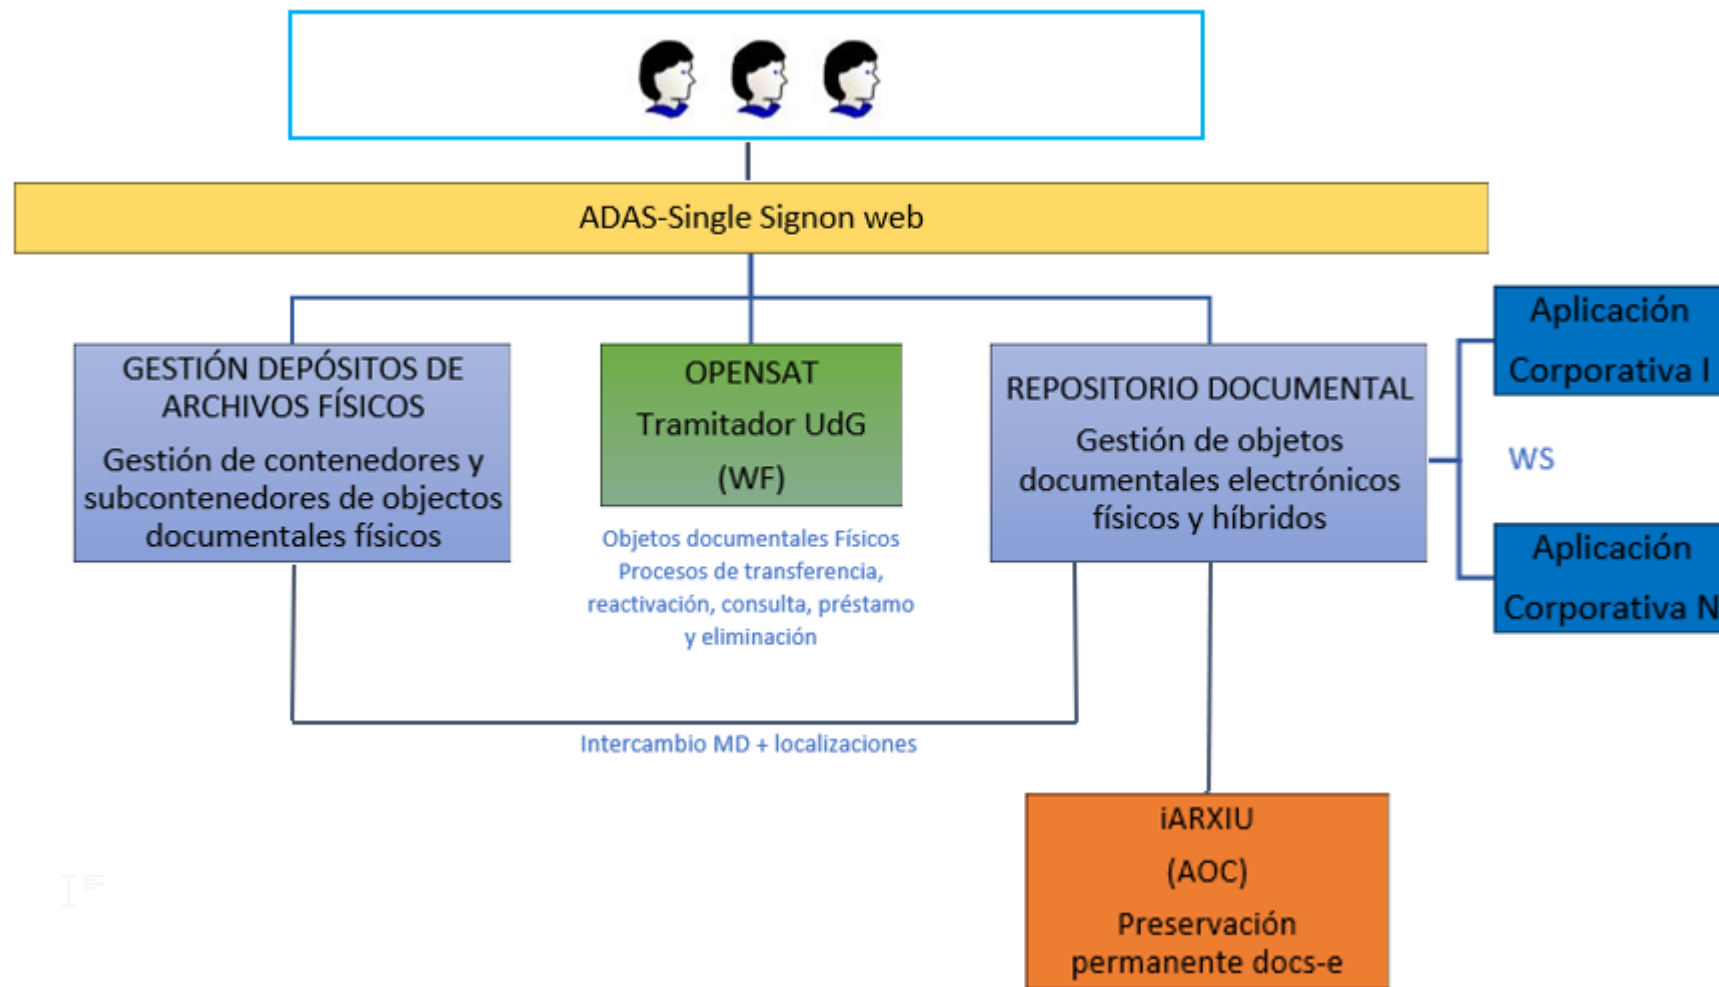 ADAS-Single Signon web
GESTIÓN DEPÓSITOS DE
ARCHIVOS FÍSICOS
Gestión de contenedores y
subcontenedores de objectos
documentales físicos
OPENSAT
Tramitador UdG
(WF)
Objetos documentales Físicos
Procesos de transferencia,
reactivación, consulta, préstamo
y eliminación
REPOSITORIO DOCUMENTAL
Gestión de objetos
documentales electrónicos
físicos y híbridos
Aplicación
Corporativa I
WS
Aplicación
Corporativa N
Intercambio MD + localizaciones
iARXIU
(AOC)
Preservación
permanente docs-e